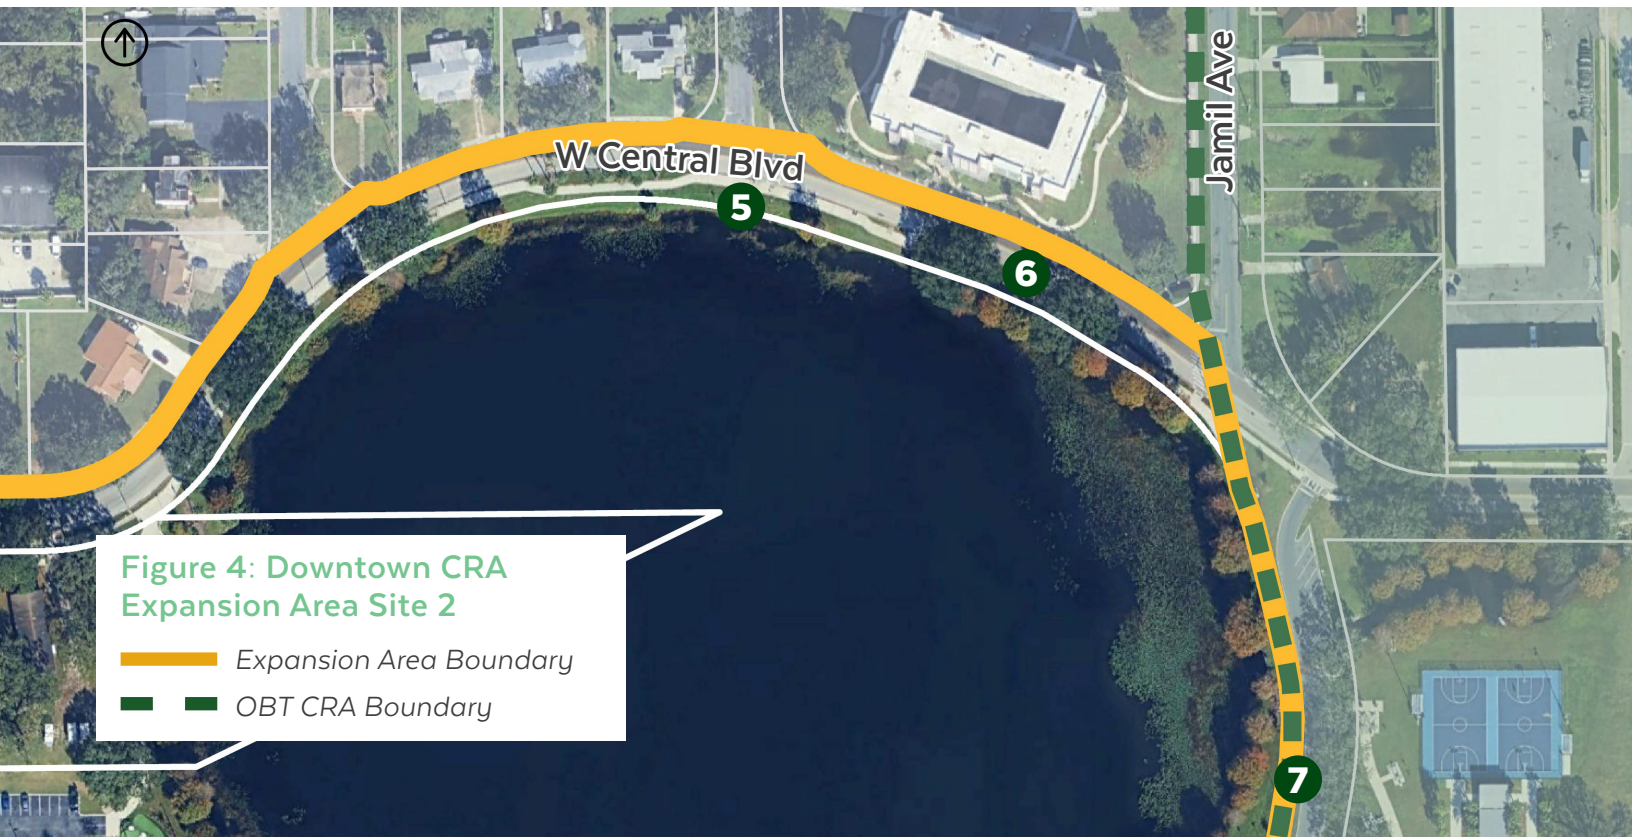 Jamil Ave
W Central Blvd
5
6
Figure 4: Downtown CRA
Expansion Area Site 2
Expansion Area Boundary
OBT CRA Boundary
7